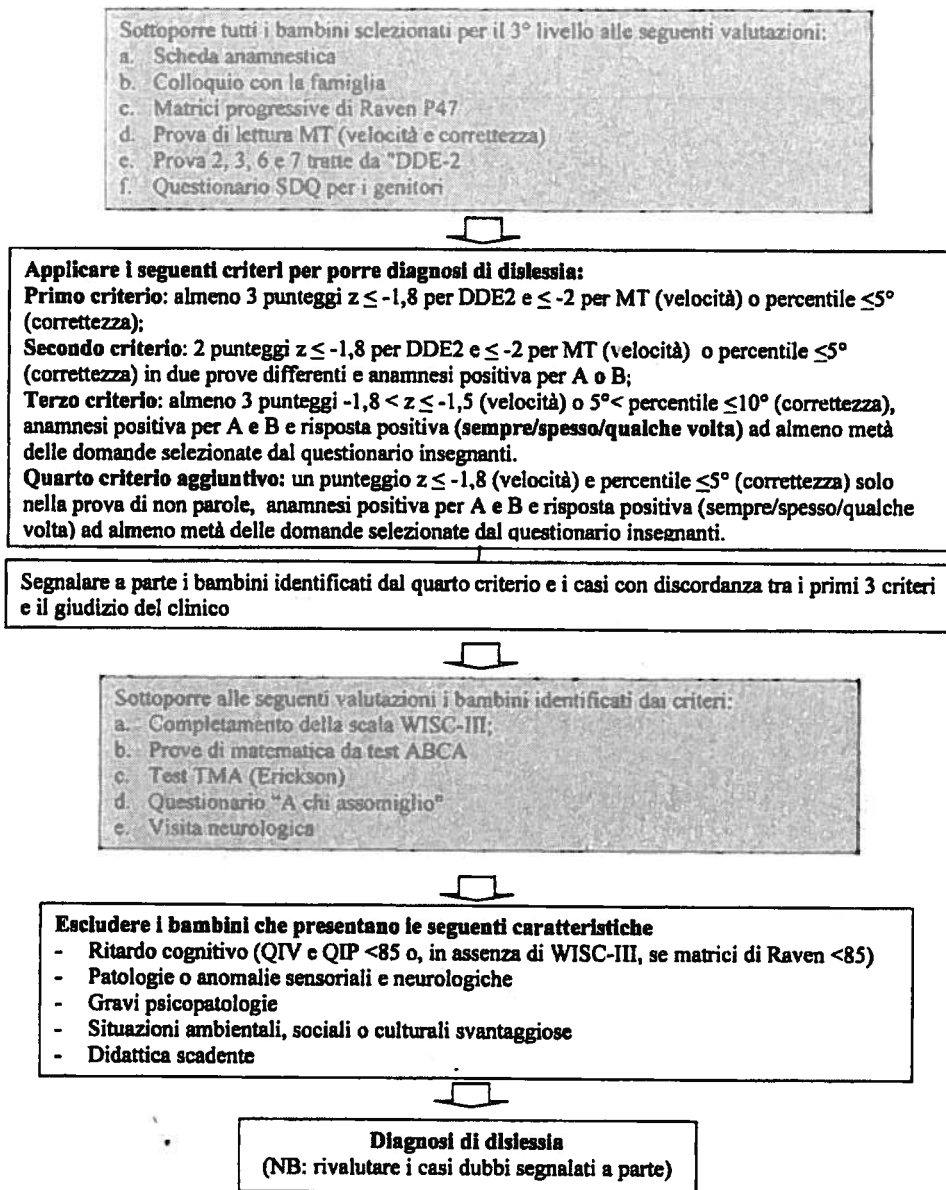 Sottoporre tutti i bambini selezionati per il 3° livello alle seguenti valutazioni:
a. Scheda anamnestica
b. Colloquio con la famiglia
c. Matrici progressive di Raven P47
d. Prova di lettura MT (velocità e correttezza)
e. Prova 2, 3, 6 e 7 tratte da "DDE-2
f. Questionario SDQ per i genitori
Applicare i seguenti criteri per porre diagnosi di dislessia:
Primo criterio: almeno 3 punteggi z ≤ -1,8 per DDE2 e ≤ -2 per MT (velocità) o percentile ≤5°
(correttezza);
Secondo criterio: 2 punteggi z ≤ -1,8 per DDE2 e ≤ -2 per MT (velocità) o percentile ≤5°
(correttezza) in due prove differenti e anamnesi positiva per A o B;
Terzo criterio: almeno 3 punteggi -1,8 < z ≤ -1,5 (velocità) o 5°< percentile ≤10° (correttezza),
anamnesi positiva per A e B e risposta positiva (sempre/spesso/qualche volta) ad almeno metà
delle domande selezionate dal questionario insegnanti.
Quarto criterio aggiuntivo: un punteggio z ≤ -1,8 (velocità) e percentile ≤5° (correttezza) solo
nella prova di non parole, anamnesi positiva per A e B e risposta positiva (sempre/spesso/qualche
volta) ad almeno metà delle domande selezionate dal questionario insegnanti.
Segnalare a parte i bambini identificati dal quarto criterio e i casi con discordanza tra i primi 3 criteri
e il giudizio del clinico
Sottoporre alle seguenti valutazioni i bambini identificati dai criteri:
a. Completamento della scala WISC-III;
b. Prove di matematica da test ABCA
c. Test TMA (Erickson)
d. Questionario "A chi assomiglio"
e. Visita neurologica
Escludere i bambini che presentano le seguenti caratteristiche
- Ritardo cognitivo (QIV e QIP <85 o, in assenza di WISC-III, se matrici di Raven <85)
- Patologie o anomalie sensoriali e neurologiche
- Gravi psicopatologie
- Situazioni ambientali, sociali o culturali svantaggiose
- Didattica scadente
Diagnosi di dislessia
(NB: rivalutare i casi dubbi segnalati a parte)